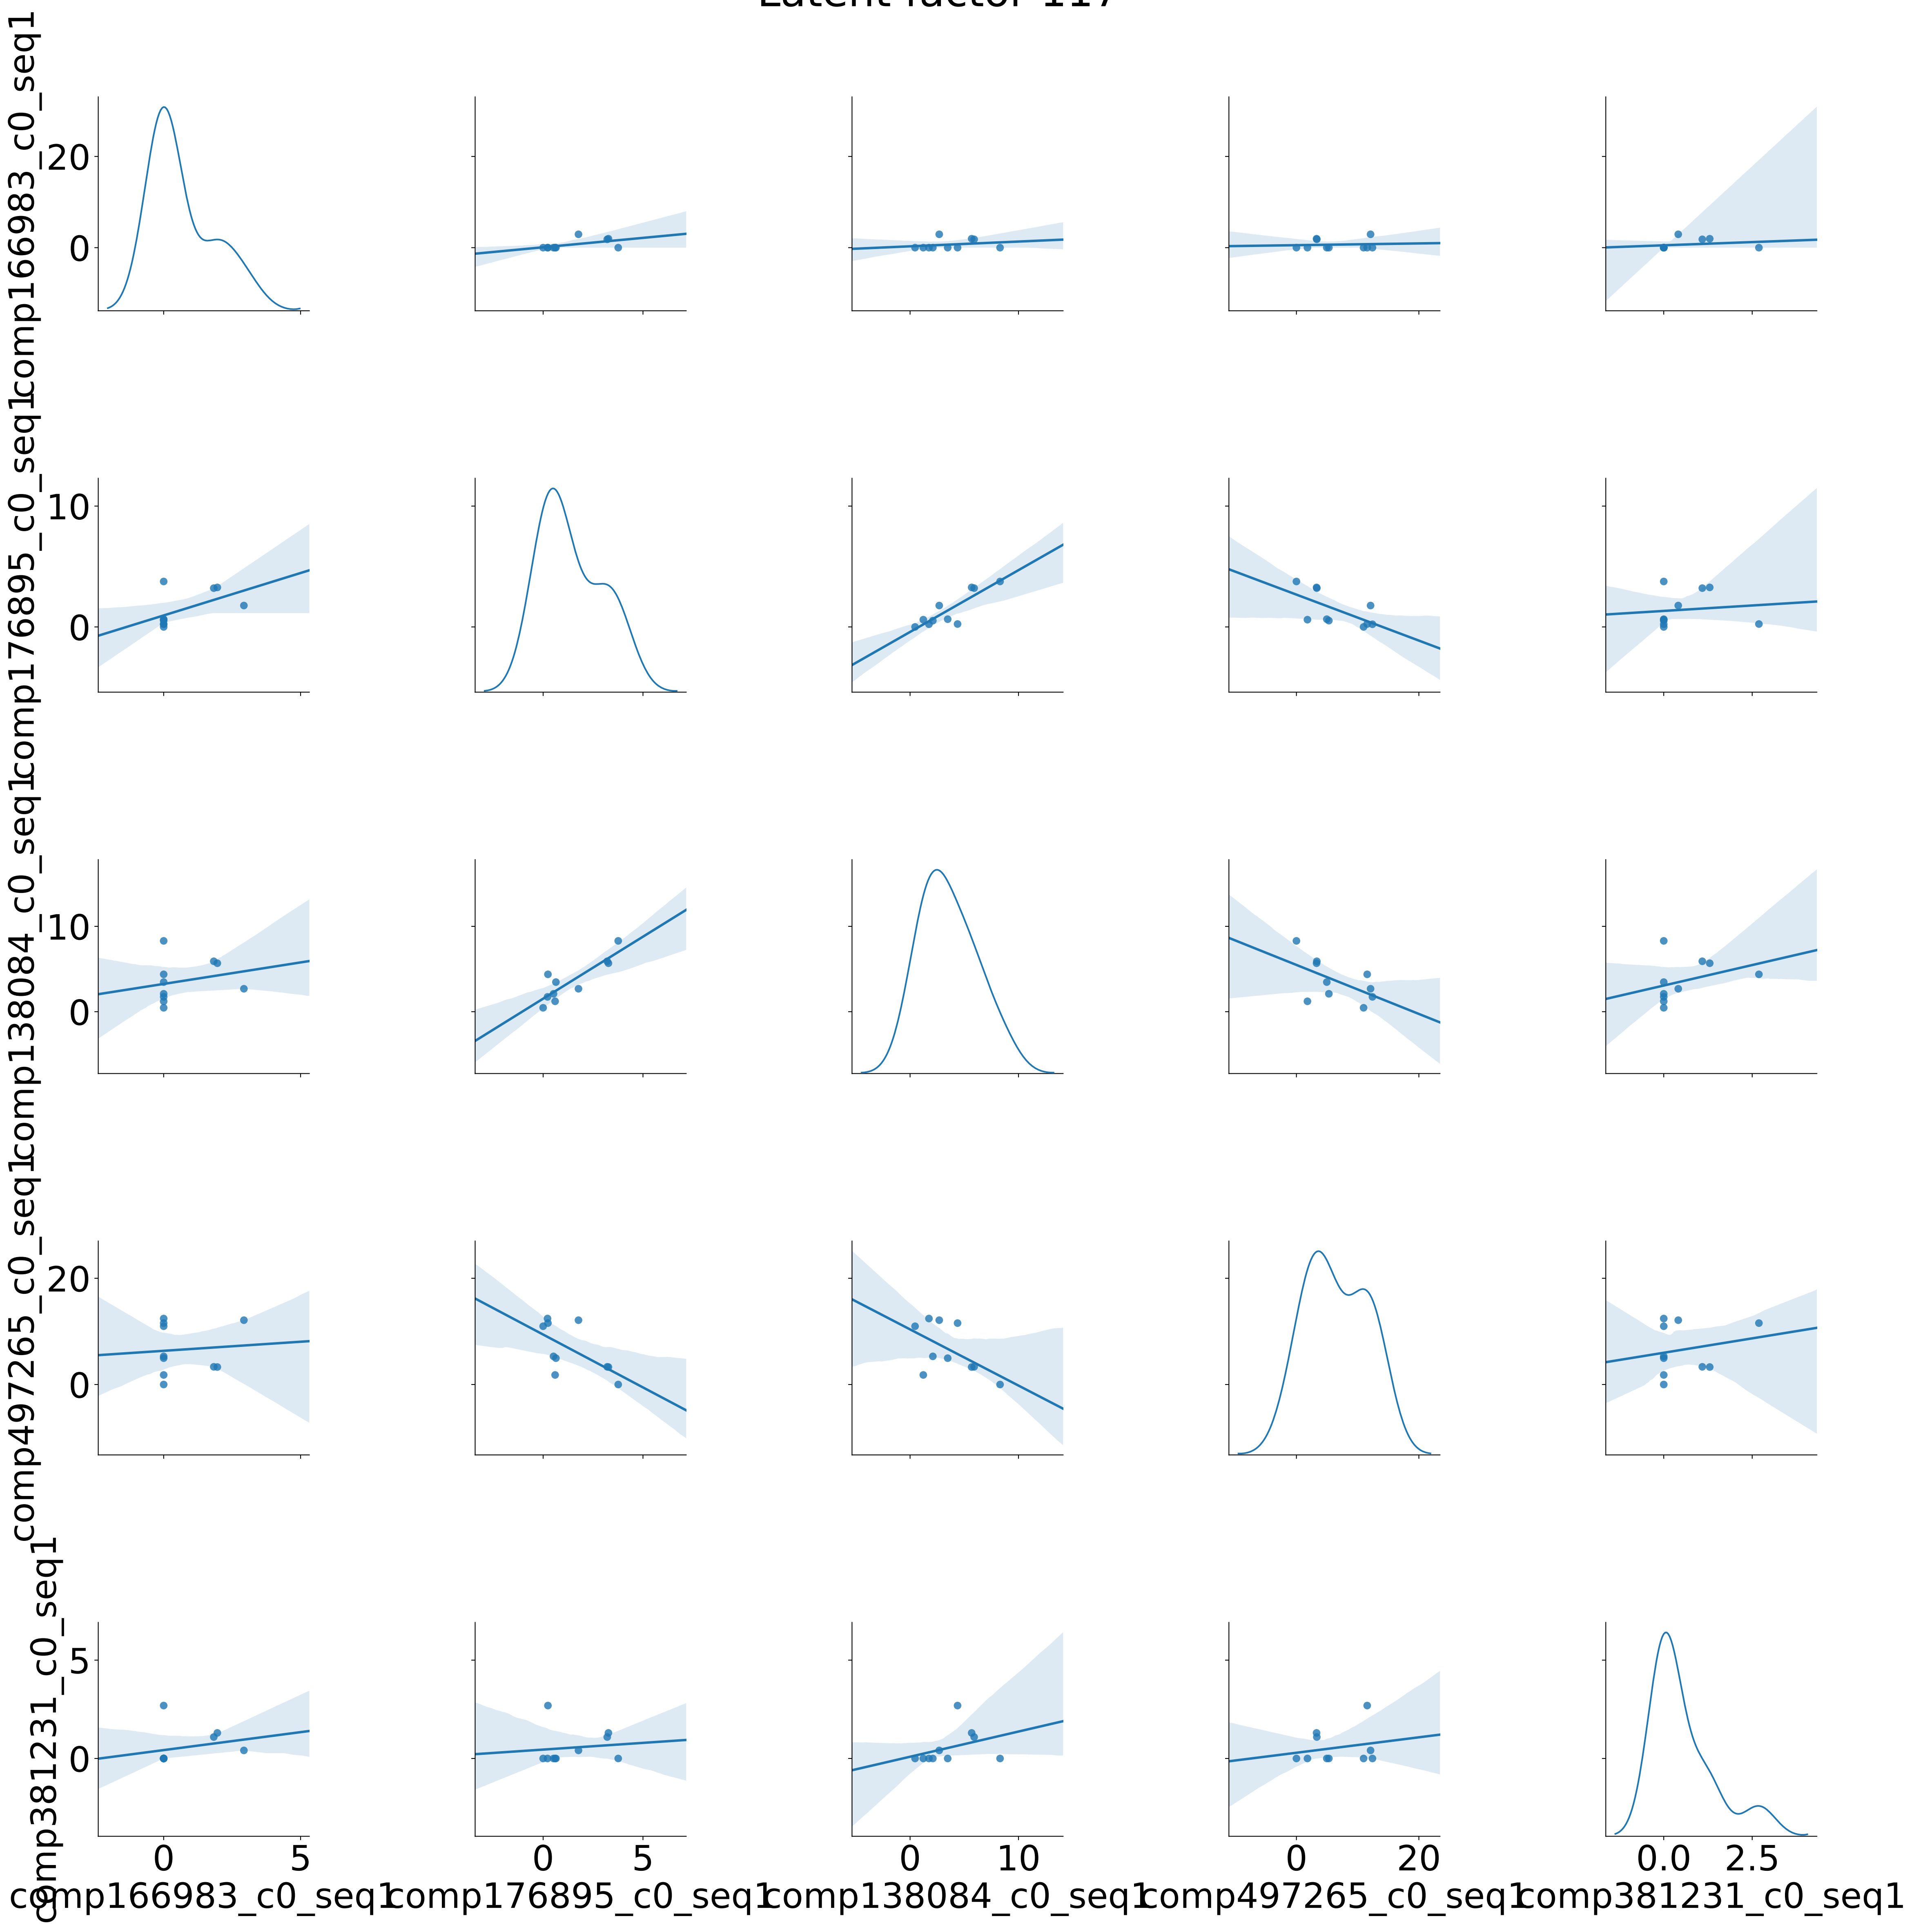 Latent factor 117
comp166983_c0_seq1
20
0
comp176895_c0_seq1
10
0
comp138084_c0_seq1
10
0
comp497265_c0_seq1
20
0
comp381231_c0_seq1
5
0
0 5 0 5 0 10 0 20 0.0 2.5
comp166983_c0_seq1 comp176895_c0_seq1 comp138084_c0_seq1 comp497265_c0_seq1 comp381231_c0_seq1